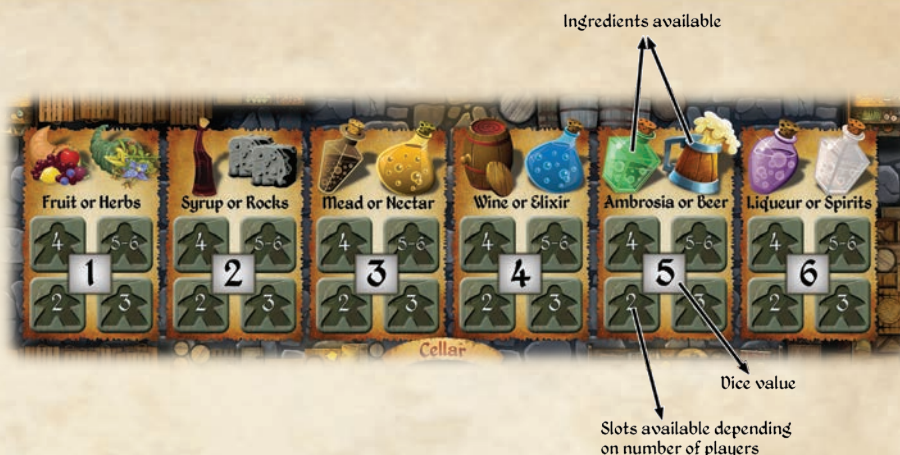 Ingredients available
Fruit or Herbs
Syrup or Rocks
Mead or Nectar
Wine or Elixir
Ambrosia or Beer
Liqueur or Spirits
4 5-6 4 5-6 4 5-6 4 5-6 4 5-6 4 5-6
1 2 3 4 5 6
2 3 2 3 2 3 2 3 2 3 2 3
Cellar
Dice value
Slots available depending
on number of players